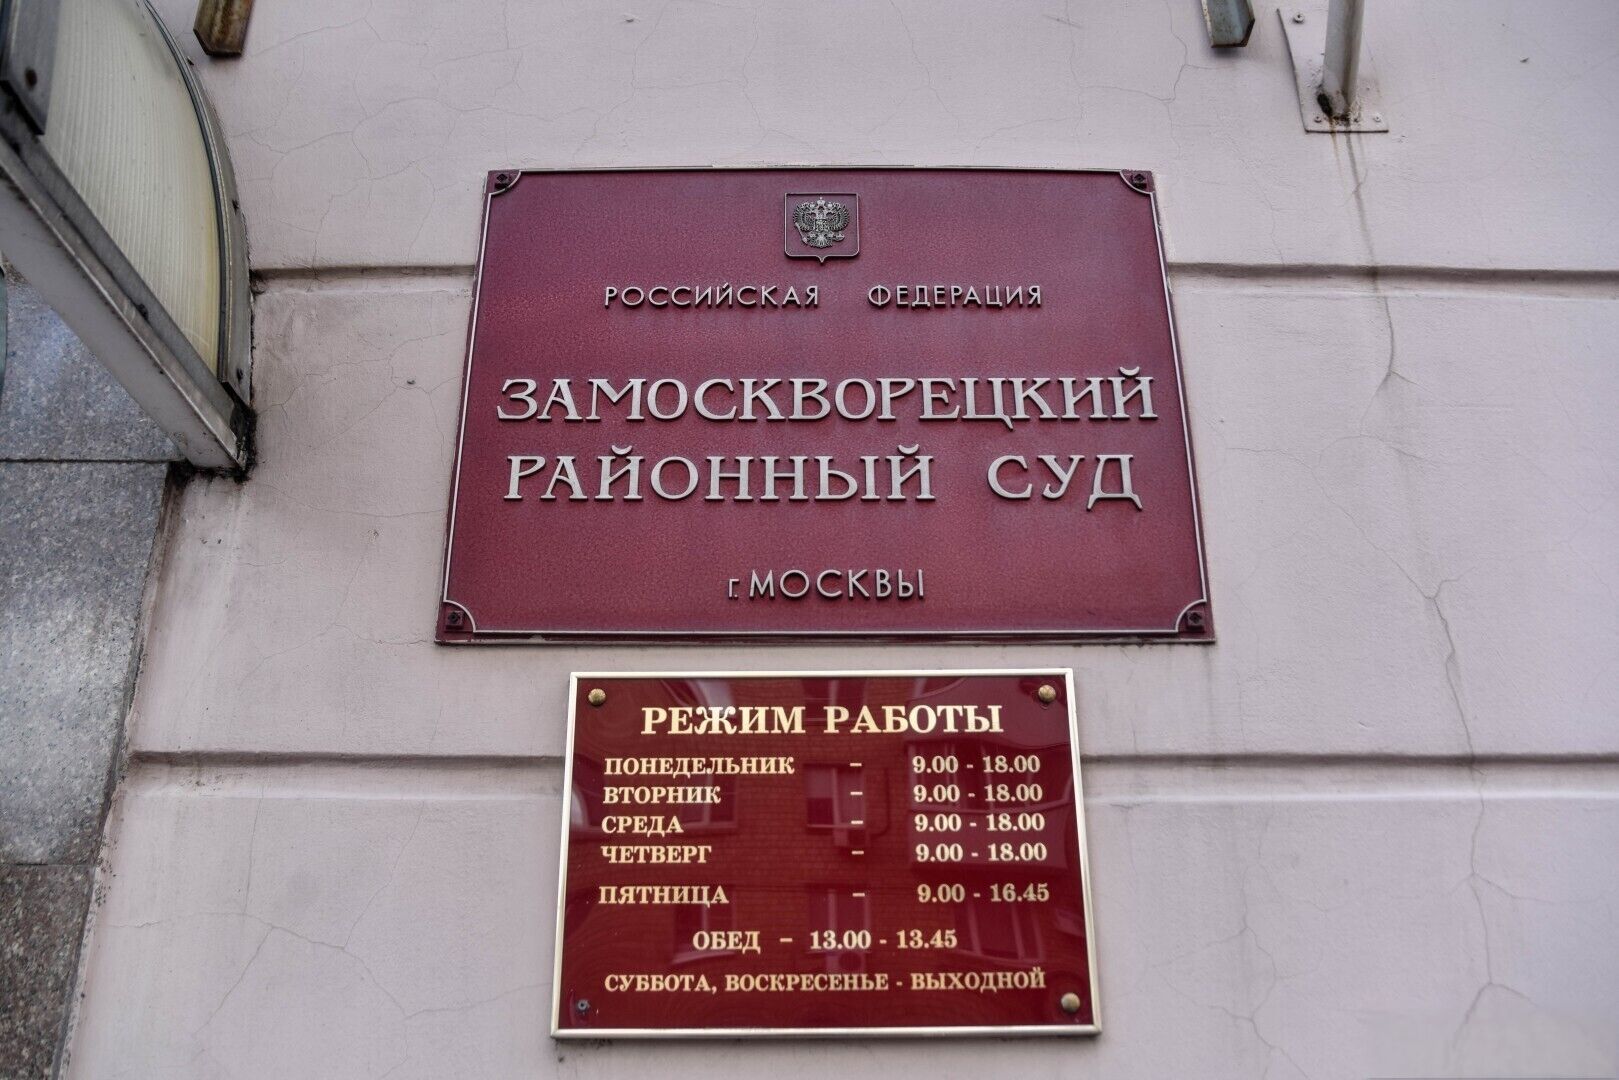 РОССИЙСКАЯ ФЕДЕРАЦИЯ
ЗАМОСКВОРЕЦКИЙ
РАЙОННЫЙ СУД
г. МОСКВЫ
РЕЖИМ РАБОТЫ
ПОНЕДЕЛЬНИК - 9.00 - 18.00
ВТОРНИК - 9.00 - 18.00
СРЕДА - 9.00 - 18.00
ЧЕТВЕРГ - 9.00 - 18.00
ПЯТНИЦА - 9.00 - 16.45
ОБЕД - 13.00 - 13.45
СУББОТА, ВОСКРЕСЕНЬЕ - ВЫХОДНОЙ